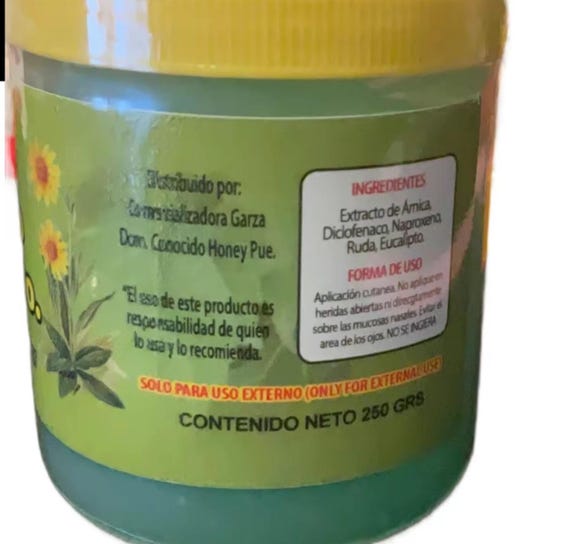 Distribuido por:
Comercializadora Garza
Dom. Conocido Honey Pue.
"El uso de este producto es
responsabilidad de quien
lo usa y lo recomienda.
INGREDIENTES
Extracto de Árnica,
Diclofenaco, Naproxeno,
Ruda, Eucalipto.
FORMA DE USO
Aplicación cutanea. No aplique en
heridas abiertas ni direcgtamente
sobre las mucosas nasales. Evitar el
area de los ojos. NO SE INGIERA
SOLO PARA USO EXTERNO (ONLY FOR EXTERNAL USE
CONTENIDO NETO 250 GRS